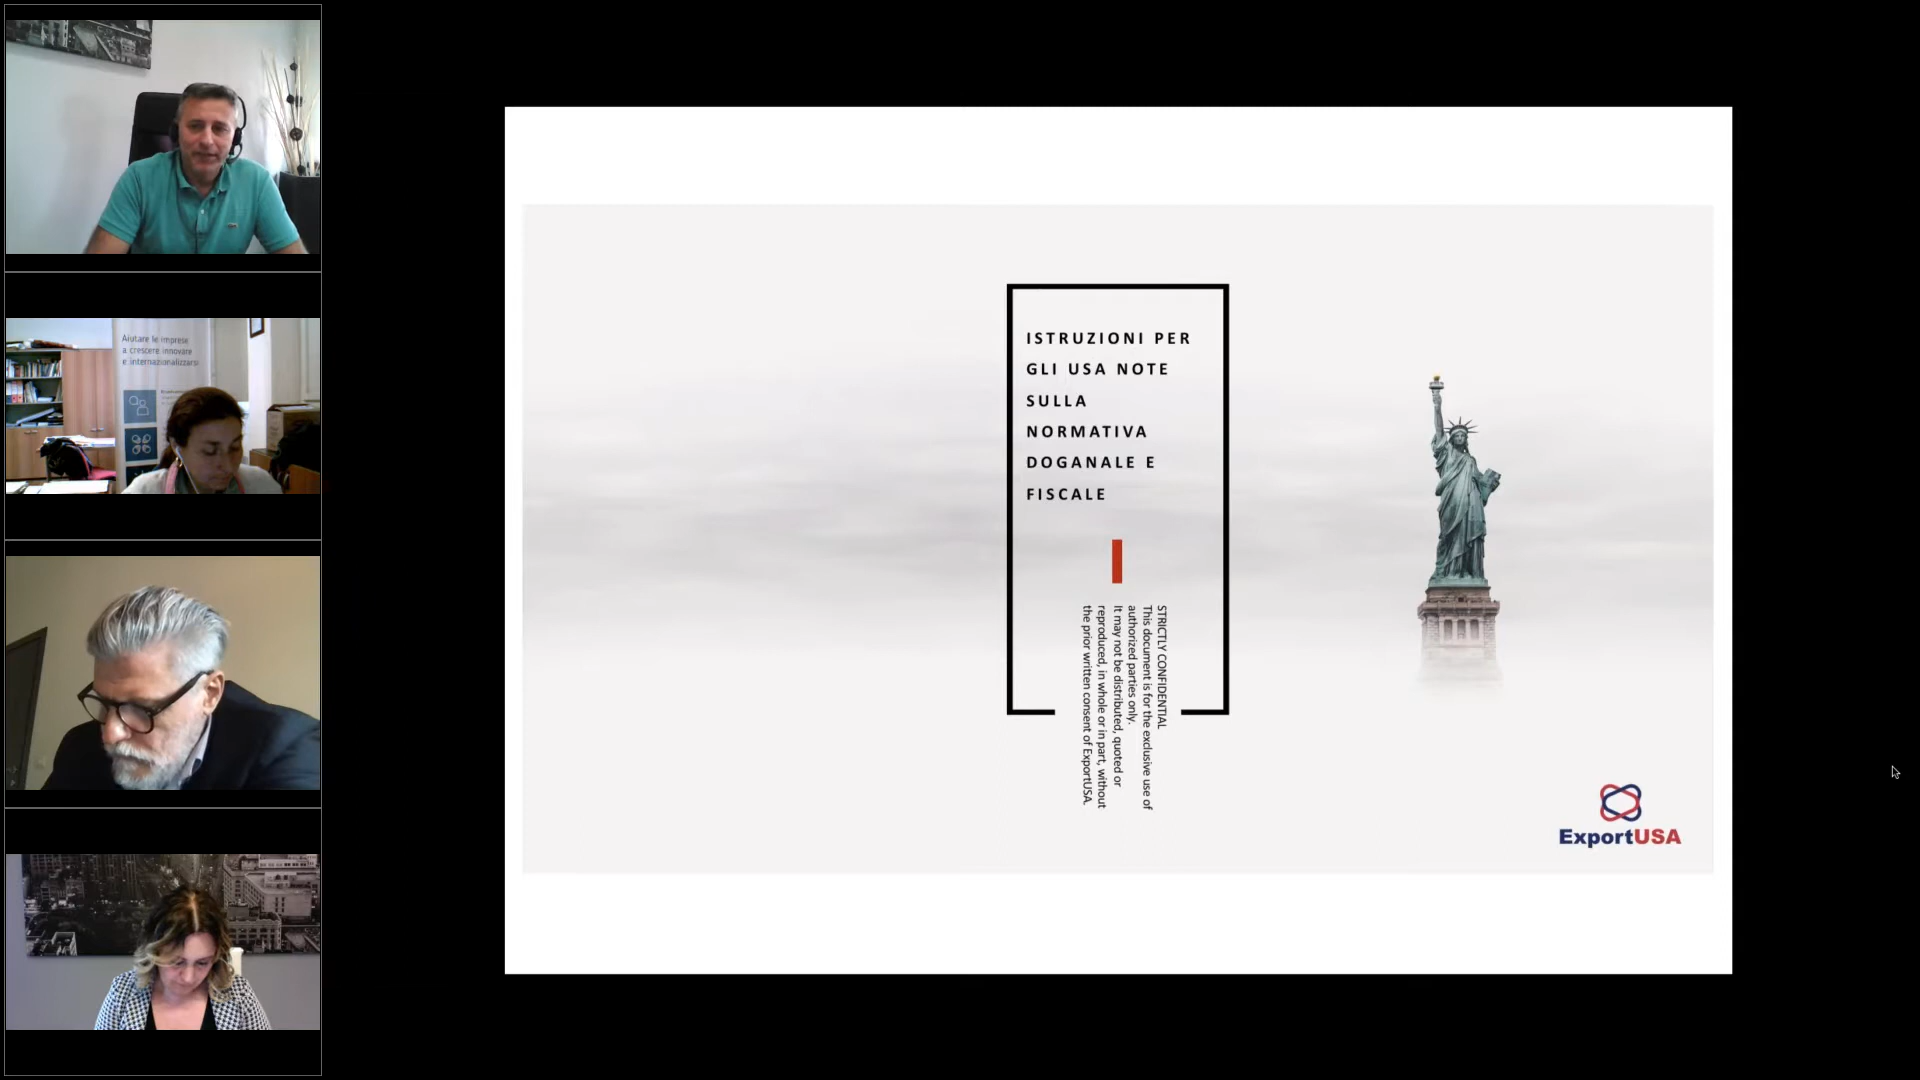 Aiutare le imprese
a crescere innovare
e internazionalizzarsi
ISTRUZIONI PER
GLI USA NOTE
SULLA
NORMATIVA
DOGANALE E
FISCALE
STRICTLY CONFIDENTIAL
This document is for the exclusive use of
authorized parties only.
It may not be distributed, quoted or
reproduced, in whole or in part, without
the prior written consent of ExportUSA.
ExportUSA